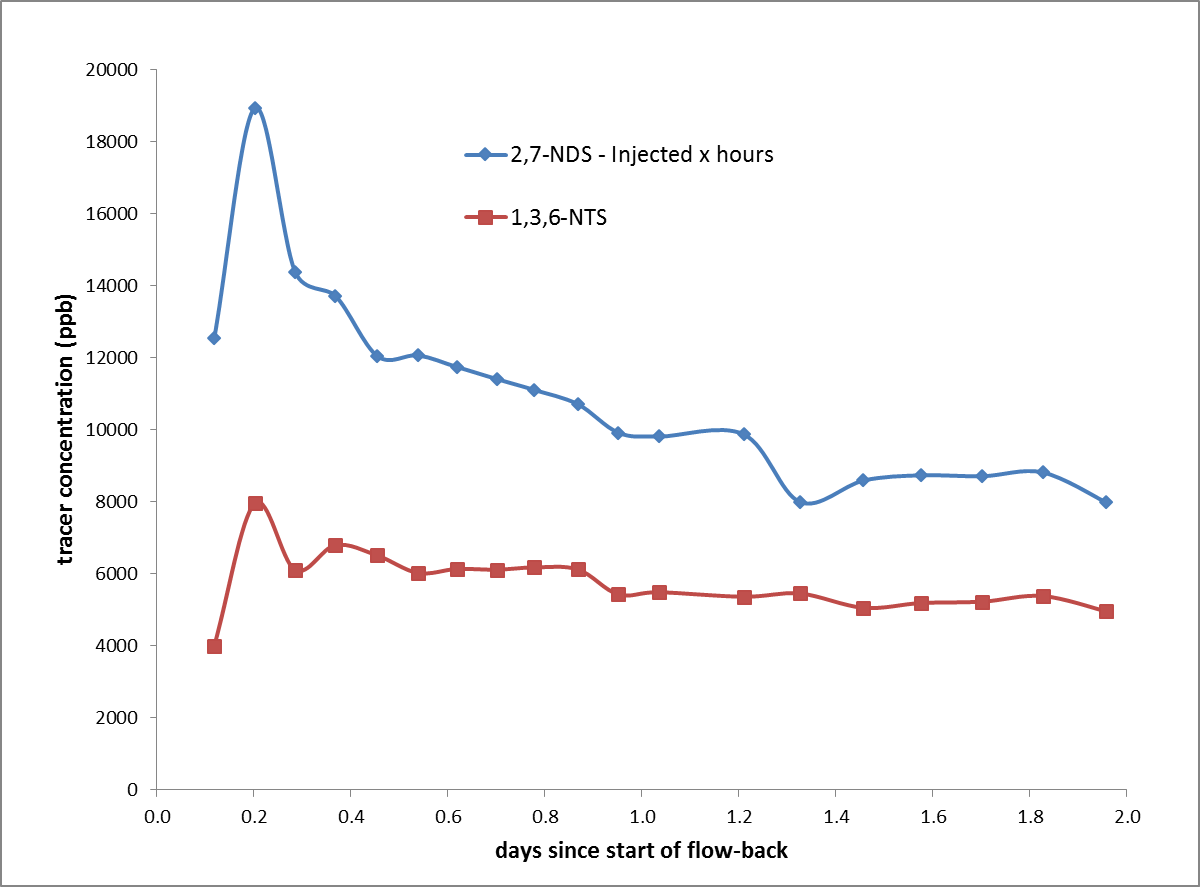 20000
18000
16000
14000
12000
10000
8000
6000
4000
2000
0
tracer concentration (ppb)
2,7-NDS - Injected x hours
1,3,6-NTS
0.0 0.2 0.4 0.6 0.8 1.0 1.2 1.4 1.6 1.8 2.0
days since start of flow-back